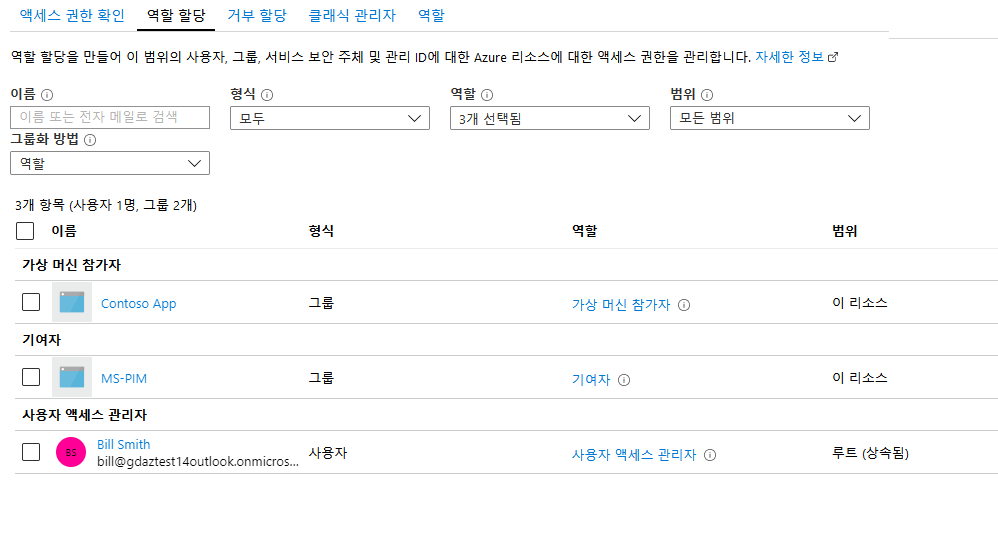 액세스 권한 확인 역할 할당 거부 할당 클래식 관리자 역할
역할 할당을 만들어 이 범위의 사용자, 그룹, 서비스 보안 주체 및 관리 ID에 대한 Azure 리소스에 대한 액세스 권한을 관리합니다. 자세한 정보
이름 형식 역할 범위
이름 또는 전자 메일로 검색 모두 3개 선택됨 모든 범위
그룹화 방법
역할
3개 항목 (사용자 1명, 그룹 2개)
이름 형식 역할 범위
가상 머신 참가자
Contoso App 그룹 가상 머신 참가자 이 리소스
기여자
MS-PIM 그룹 기여자 이 리소스
사용자 액세스 관리자
Bill Smith
BS 사용자 사용자 액세스 관리자 루트 (상속됨)
bill@gdaztest14outlook.onmicros...